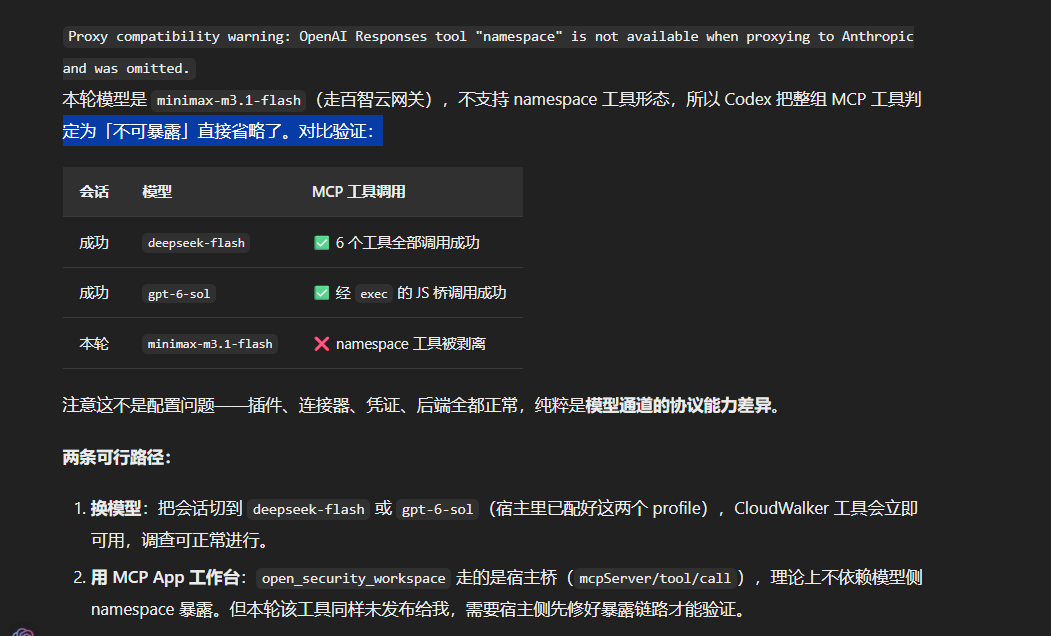 Proxy compatibility warning: OpenAI Responses tool "namespace" is not available when proxying to Anthropic
and was omitted.
本轮模型是 minimax-m3.1-flash（走百智云网关），不支持 namespace 工具形态，所以 Codex 把整组 MCP 工具判
定为「不可暴露」直接省略了。对比验证：
会话 模型 MCP 工具调用
成功 deepseek-flash ✅ 6 个工具全部调用成功
成功 gpt-6-sol ✅ 经 exec 的 JS 桥调用成功
本轮 minimax-m3.1-flash ❌ namespace 工具被剥离
注意这不是配置问题——插件、连接器、凭证、后端全都正常，纯粹是模型通道的协议能力差异。
两条可行路径：
1. 换模型：把会话切到 deepseek-flash 或 gpt-6-sol（宿主里已配好这两个 profile），CloudWalker 工具会立即
可用，调查可正常进行。
2. 用 MCP App 工作台：open_security_workspace 走的是宿主桥（mcpServer/tool/call），理论上不依赖模型侧
namespace 暴露。但本轮该工具同样未发布给我，需要宿主侧先修好暴露链路才能验证。